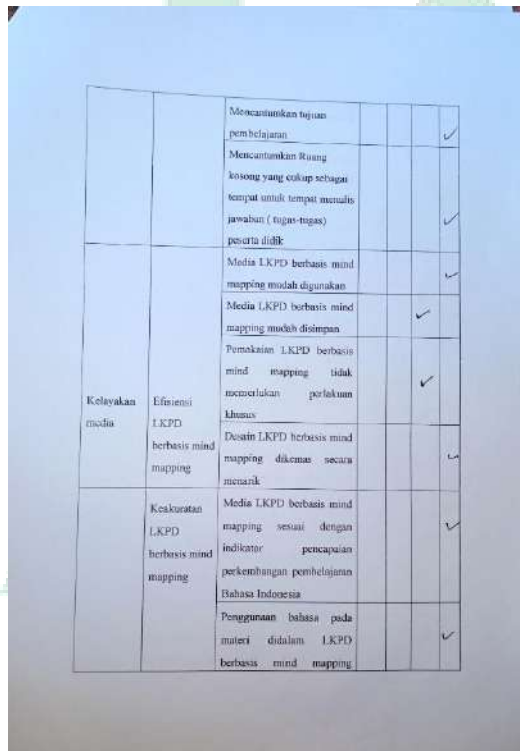 Mencantumkan tujuan
pembelajaran
Mencantumkan Ruang
kosong yang cukup sebagai
tempat untuk tempat menulis
jawaban ( tugas-tugas)
peserta didik
Kelayakan
media
Efisiensi
LKPD
berbasis mind
mapping
Media LKPD berbasis mind
mapping mudah digunakan
Media LKPD berbasis mind
mapping mudah disimpan
Pemakaian LKPD berbasis
mind mapping tidak
memerlukan perlakuan
khusus
Desain LKPD berbasis mind
mapping dikemas secara
menarik
Keakuratan
LKPD
berbasis mind
mapping
Media LKPD berbasis mind
mapping sesuai dengan
indikator pencapaian
perkembangan pembelajaran
Bahasa Indonesia
Penggunaan bahasa pada
materi didalam LKPD
berbasis mind mapping